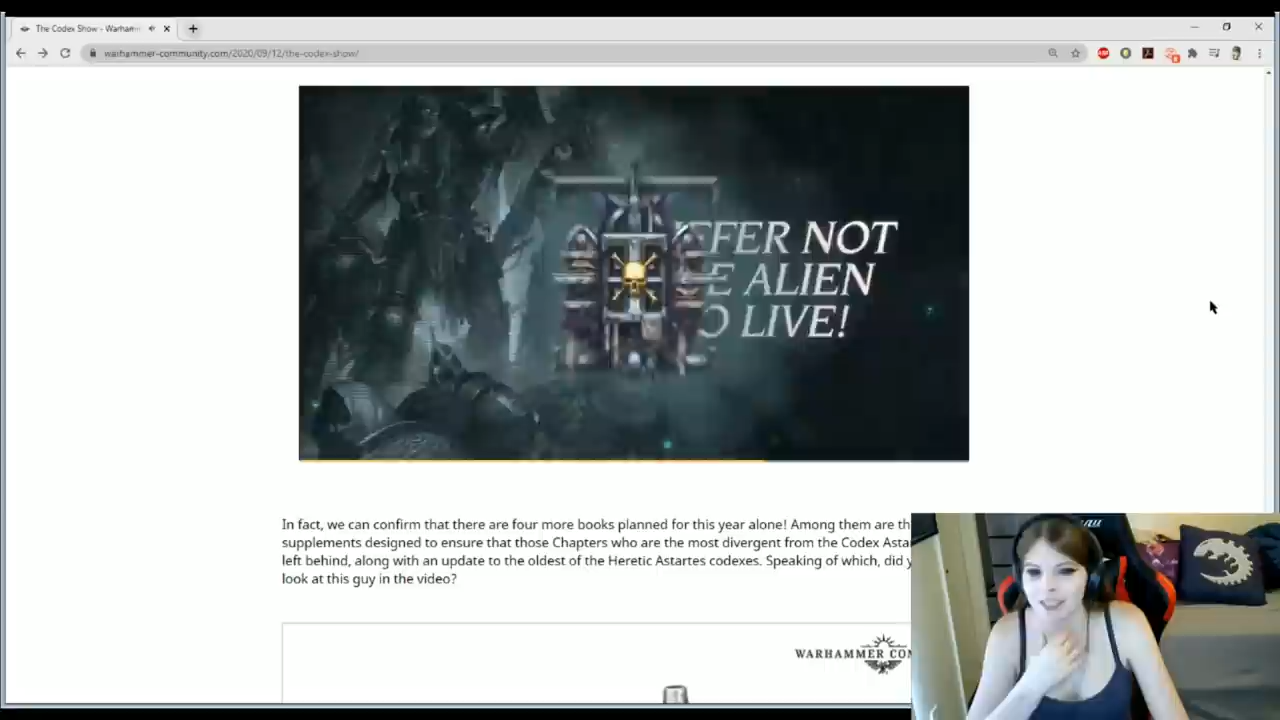 The Codex Show - Warham
warhammer-community.com/2020/09/12/the-codex-show/
FFER NOT
E ALIEN
O LIVE!
In fact, we can confirm that there are four more books planned for this year alone! Among them are th
supplements designed to ensure that those Chapters who are the most divergent from the Codex Asta
left behind, along with an update to the oldest of the Heretic Astartes codexes. Speaking of which, did y
look at this guy in the video?
WARHAMMER COM